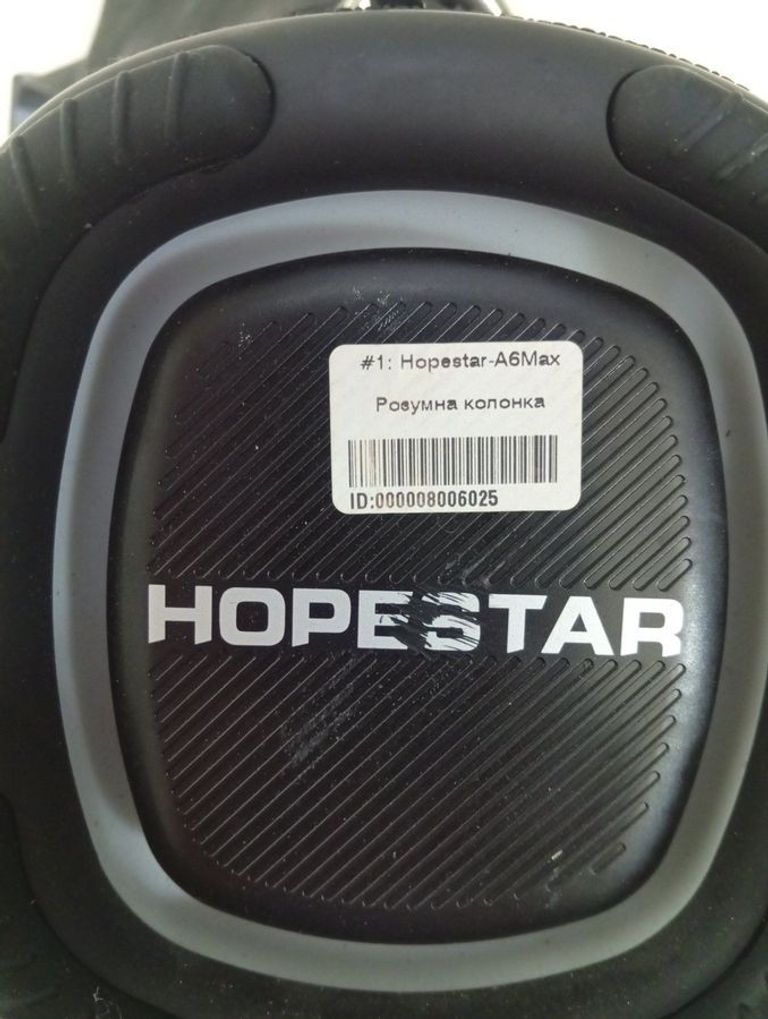 #1: Hopestar-A6Max
Розумна колонка
ID:000008006025
HOPESTAR